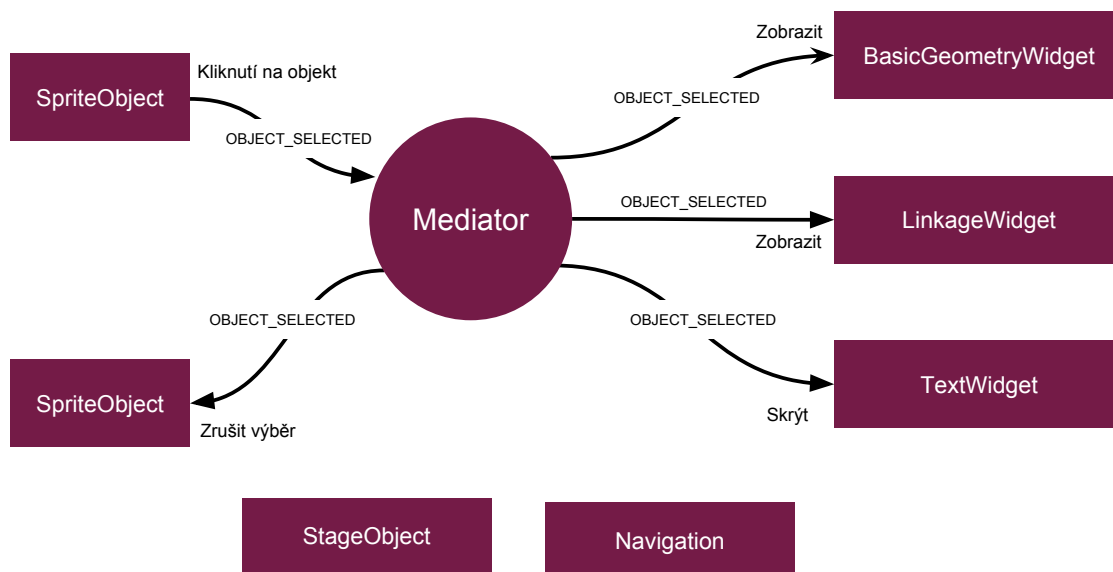 Zobrazit
BasicGeometryWidget
Kliknutí na objekt
SpriteObject
OBJECT_SELECTED
OBJECT_SELECTED
OBJECT_SELECTED
Mediator
LinkageWidget
Zobrazit
OBJECT_SELECTED
OBJECT_SELECTED
SpriteObject
TextWidget
Zrušit výběr
Skrýt
StageObject
Navigation